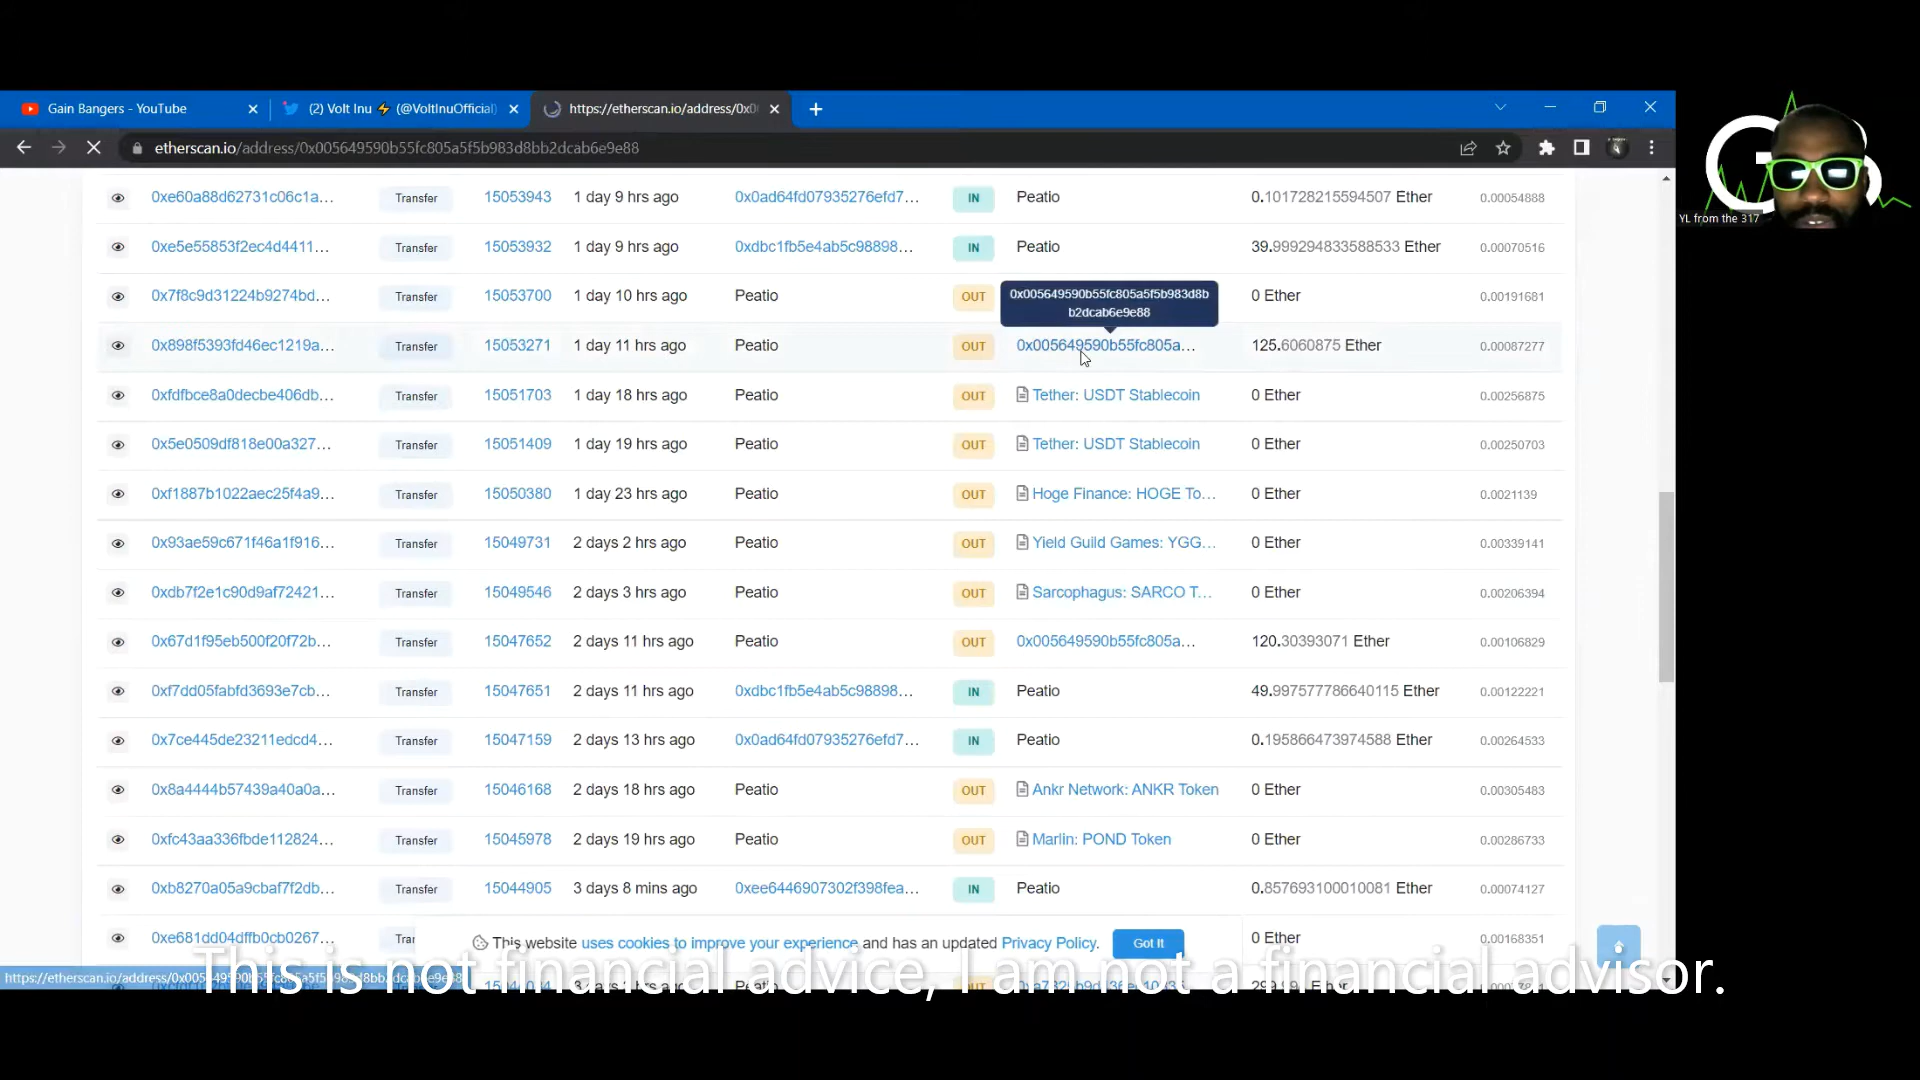 Gain Bangers - YouTube
(2) Volt Inu ⚡ (@VoltInuOfficial)
https://etherscan.io/address/0x0
etherscan.io/address/0x005649590b55fc805a5f5b983d8bb2dcab6e9e88
YL from the 317
0xe60a88d62731c06c1a... Transfer 15053943 1 day 9 hrs ago 0x0ad64fd07935276efd7... IN Peatio 0.101728215594507 Ether 0.00054888
0xe5e55853f2ec4d4411... Transfer 15053932 1 day 9 hrs ago 0xdbc1fb5e4ab5c98898... IN Peatio 39.999294833588533 Ether 0.00070516
0x7f8c9d31224b9274bd... Transfer 15053700 1 day 10 hrs ago Peatio OUT 0 Ether 0.00191681
0x005649590b55fc805a5f5b983d8b
b2dcab6e9e88
0x898f5393fd46ec1219a... Transfer 15053271 1 day 11 hrs ago Peatio OUT 0x005649590b55fc805a... 125.6060875 Ether 0.00087277
0xfdfbce8a0decbe406db... Transfer 15051703 1 day 18 hrs ago Peatio OUT Tether: USDT Stablecoin 0 Ether 0.00256875
0x5e0509df818e00a327... Transfer 15051409 1 day 19 hrs ago Peatio OUT Tether: USDT Stablecoin 0 Ether 0.00250703
0xf1887b1022aec25f4a9... Transfer 15050380 1 day 23 hrs ago Peatio OUT Hoge Finance: HOGE To... 0 Ether 0.0021139
0x93ae59c671f46a1f916... Transfer 15049731 2 days 2 hrs ago Peatio OUT Yield Guild Games: YGG... 0 Ether 0.00339141
0xdb7f2e1c90d9af72421... Transfer 15049546 2 days 3 hrs ago Peatio OUT Sarcophagus: SARCO T... 0 Ether 0.00206394
0x67d1f95eb500f20f72b... Transfer 15047652 2 days 11 hrs ago Peatio OUT 0x005649590b55fc805a... 120.30393071 Ether 0.00106829
0xf7dd05fabfd3693e7cb... Transfer 15047651 2 days 11 hrs ago 0xdbc1fb5e4ab5c98898... IN Peatio 49.997577786640115 Ether 0.00122221
0x7ce445de23211edcd4... Transfer 15047159 2 days 13 hrs ago 0x0ad64fd07935276efd7... IN Peatio 0.195866473974588 Ether 0.00264533
0x8a4444b57439a40a0a... Transfer 15046168 2 days 18 hrs ago Peatio OUT Ankr Network: ANKR Token 0 Ether 0.00305483
0xfc43aa336fbde112824... Transfer 15045978 2 days 19 hrs ago Peatio OUT Marlin: POND Token 0 Ether 0.00286733
0xb8270a05a9cbaf7f2db... Transfer 15044905 3 days 8 mins ago 0xee6446907302f398fea... IN Peatio 0.857693100010081 Ether 0.00074127
0xe681dd04dffb0cb0267... 0 Ether 0.00168351
This website uses cookies to improve your experience and has an updated Privacy Policy. Got It
This is not financial advice, I am not a financial advisor.